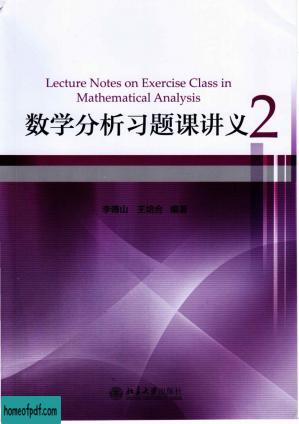 Lecture Notes on Exercise Class in
Mathematical Analysis
数学分析习题课讲义2
李傅山 王培合 编著
北京大学出版社
homeofpdf.com